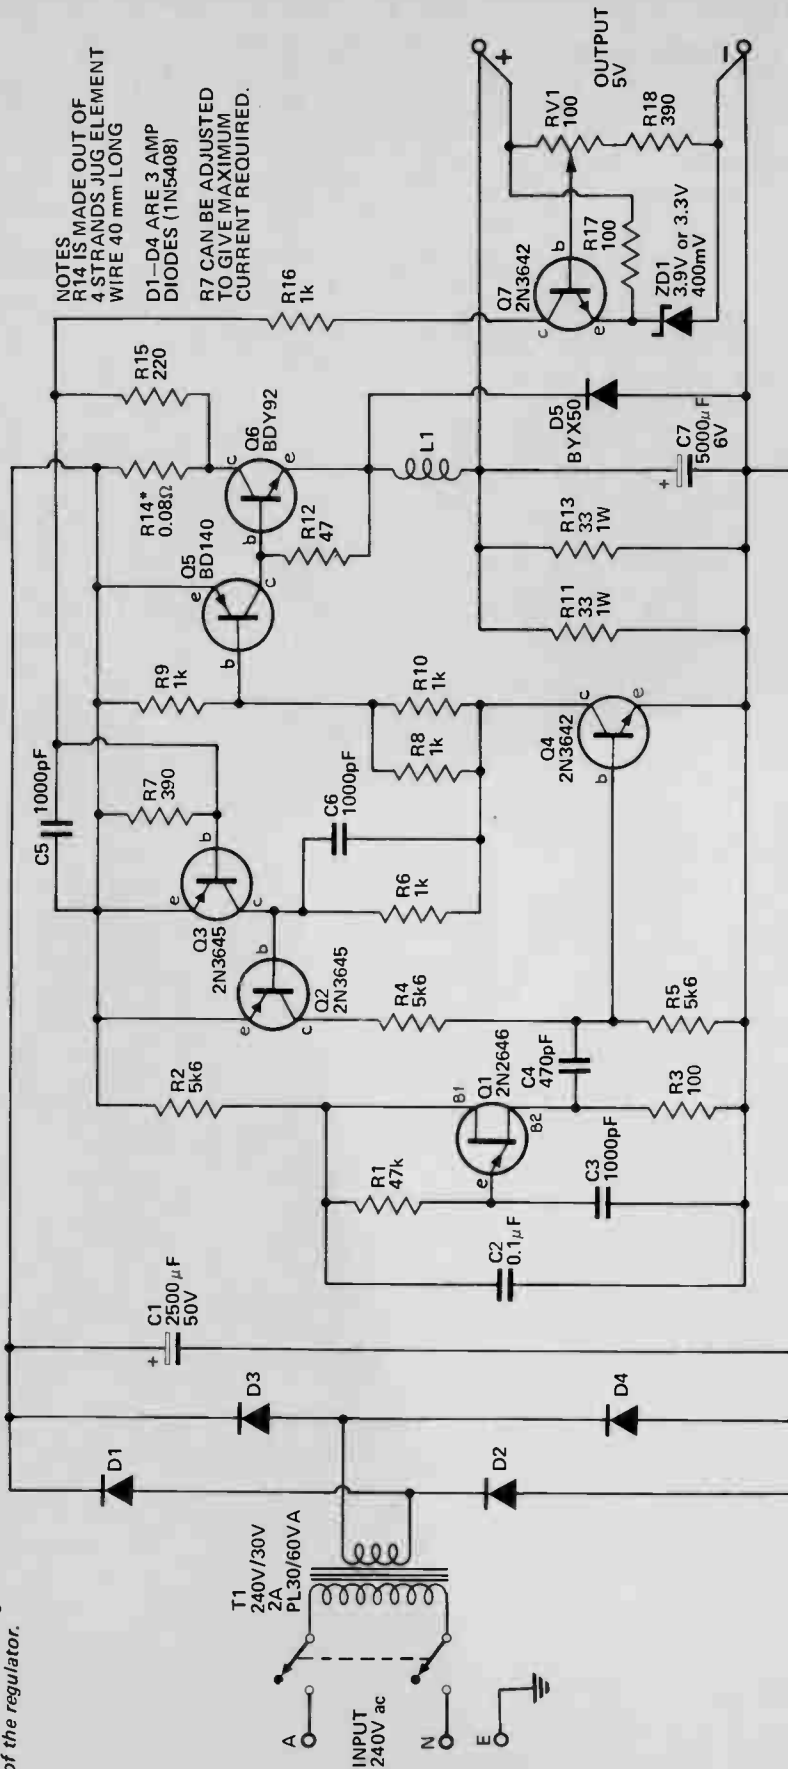 of the regulator.
NOTES
R14 IS MADE OUT OF
4 STRANDS JUG ELEMENT
WIRE 40 mm LONG
D1–D4 ARE 3 AMP
DIODES (1N5408)
R7 CAN BE ADJUSTED
TO GIVE MAXIMUM
CURRENT REQUIRED.
A
INPUT
240V ac
N
E
T1
240V/30V
2A
PL30/60VA
D1
D2
D3
D4
C1
2500μF
50V
+
R2
5k6
R1
47k
C2
0.1μF
C3
1000pF
e
B1
B2
Q1
2N2646
C4
470pF
R3
100
R4
5k6
R5
5k6
e
b
c
Q2
2N3645
e
b
c
Q3
2N3645
C5
1000pF
R7
390
C6
1000pF
R6
1k
R8
1k
R10
1k
R9
1k
b
c
e
Q4
2N3642
e
b
c
Q5
BD140
R14*
0.08Ω
R15
220
c
b
e
Q6
BDY92
R12
47
L1
R11
33
1W
R13
33
1W
+
C7
5000μF
6V
D5
BYX50
R16
1k
Q7
2N3642
c
b
e
R17
100
ZD1
3.9V or 3.3V
400mV
RV1
100
R18
390
+
OUTPUT
5V
–